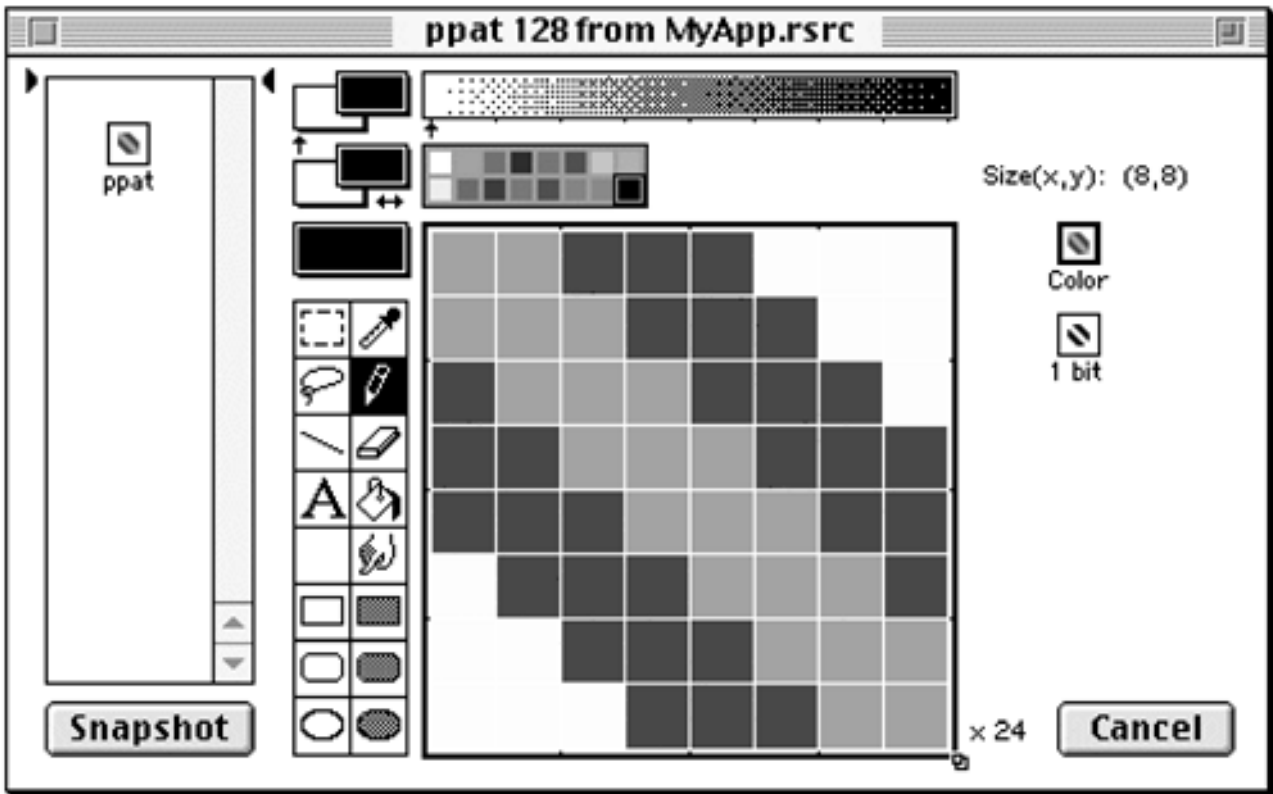 ppat 128 from MyApp.rsrc
ppat
Size(x,y): (8,8)
Color
1 bit
A
x 24
Snapshot
Cancel